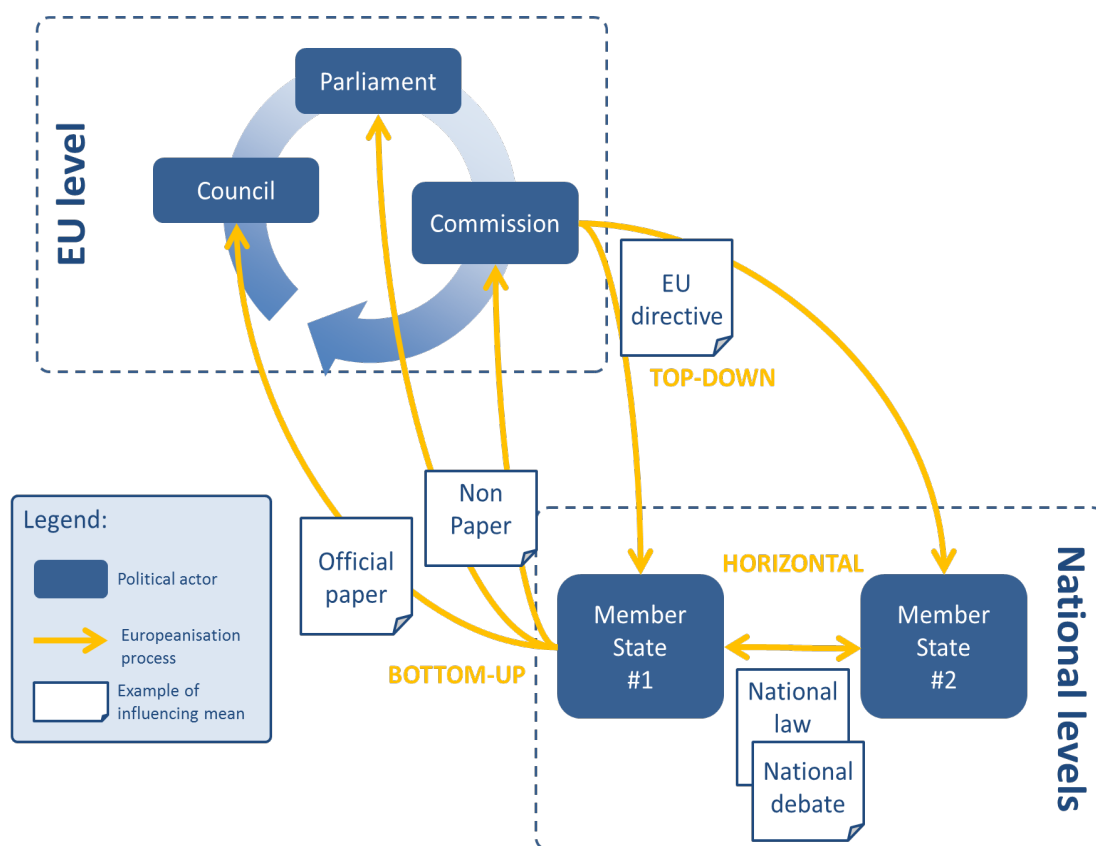 EU level
Parliament
Council
Commission
EU
directive
TOP-DOWN
Non
Paper
Official
paper
BOTTOM-UP
Legend:
Political actor
Europeanisation
process
Example of
influencing mean
National levels
HORIZONTAL
Member
State
#1
Member
State
#2
National
law
National
debate